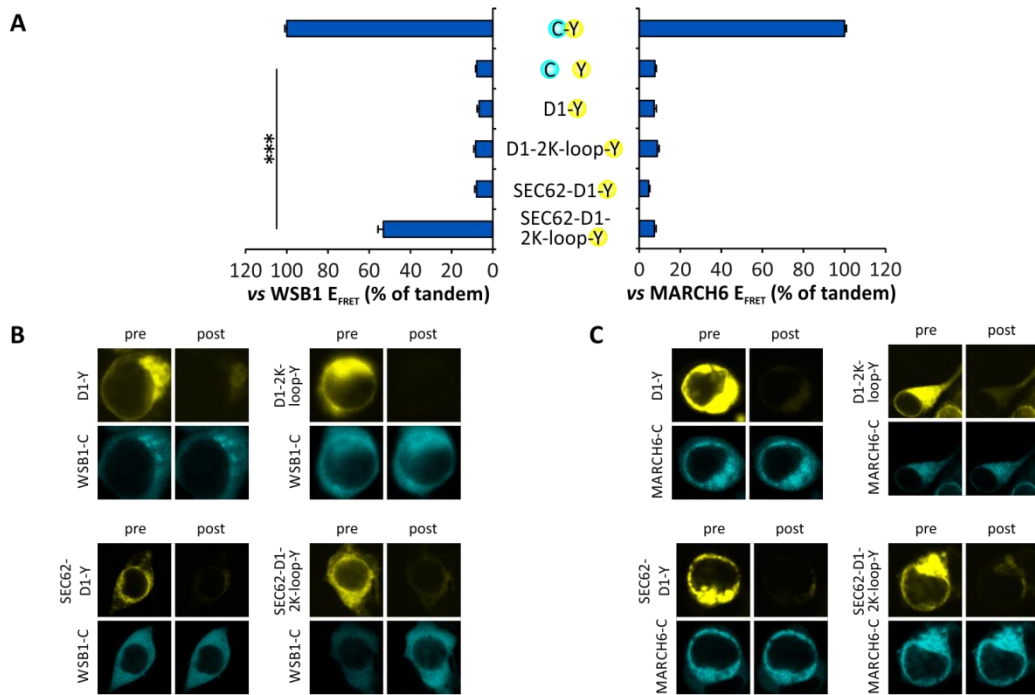 A
C-Y
C Y
D1-Y
D1-2K-loop-Y
SEC62-D1-Y
SEC62-D1-
2K-loop-Y
***
120 100 80 60 40 20 0
vs WSB1 EFRET (% of tandem)
0 20 40 60 80 100 120
vs MARCH6 EFRET (% of tandem)
B
pre post
D1-Y
WSB1-C
pre post
D1-2K-
loop-Y
WSB1-C
pre post
SEC62-
D1-Y
WSB1-C
pre post
SEC62-D1-
2K-loop-Y
WSB1-C
C
pre post
D1-Y
MARCH6-C
pre post
D1-2K-
loop-Y
MARCH6-C
pre post
SEC62-
D1-Y
MARCH6-C
pre post
SEC62-D1-
2K-loop-Y
MARCH6-C